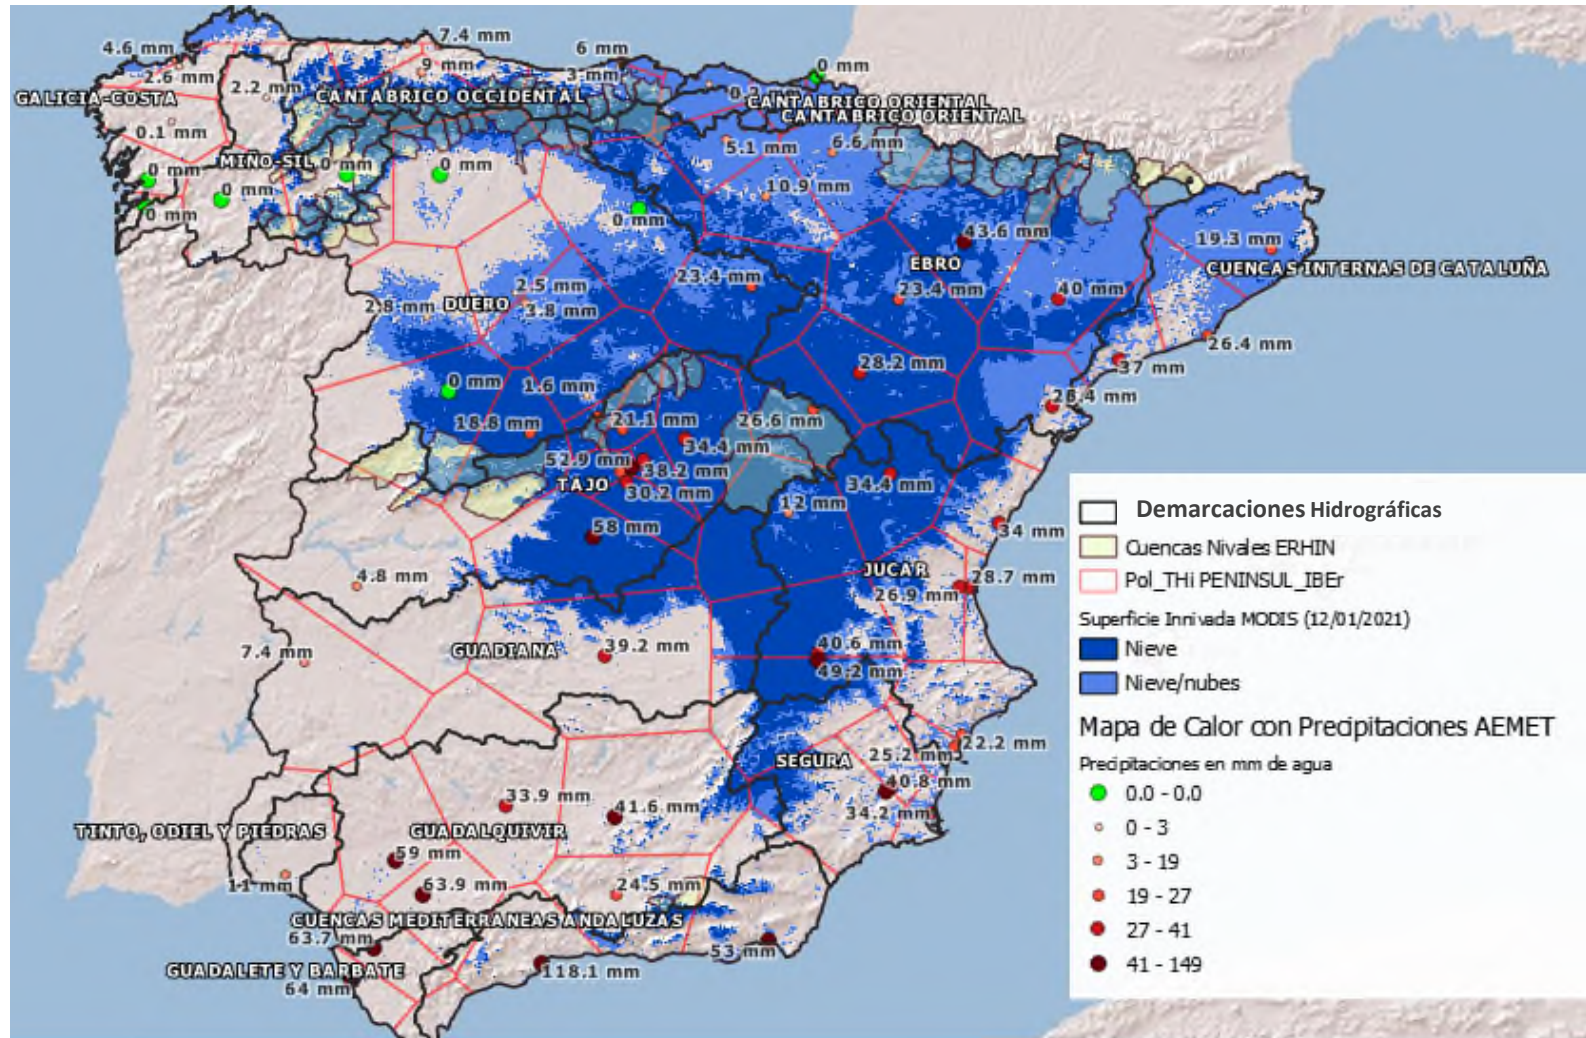 7.4 mm
4.6 mm
6 mm
9 mm
0 mm
2.6 mm
3 mm
2.2 mm
GALICIA-COSTA
CANTABRICO OCCIDENTAL
CANTABRICO ORIENTAL
CANTABRICO ORIENTAL
0.1 mm
5.1 mm
6.6 mm
MIÑO-SIL
0 mm
0 mm
0 mm
0 mm
10.9 mm
0 mm
0 mm
43.6 mm
19.3 mm
EBRO
CUENCAS INTERNAS DE CATALUÑA
23.4 mm
2.5 mm
23.4 mm
40 mm
2.8 mm
DUERO
3.8 mm
26.4 mm
28.2 mm
37 mm
0 mm
1.6 mm
18.8 mm
21.1 mm
26.6 mm
34.4 mm
52.9 mm
38.2 mm
TAJO
30.2 mm
34.4 mm
12 mm
58 mm
34 mm
4.8 mm
JUCAR
28.7 mm
26.9 mm
7.4 mm
GUADIANA
39.2 mm
40.6 mm
49.2 mm
22.2 mm
25.2 mm
SEGURA
40.8 mm
33.9 mm
41.6 mm
34.2 mm
TINTO, ODIEL Y PIEDRAS
GUADALQUIVIR
59 mm
11 mm
63.9 mm
24.5 mm
CUENCAS MEDITERRANEAS ANDALUZAS
63.7 mm
53 mm
GUADALETE Y BARBATE
118.1 mm
64 mm
Demarcaciones Hidrográficas
Cuencas Nivales ERHIN
Pol_THi PENINSUL_IBEr
Superficie Innivada MODIS (12/01/2021)
Nieve
Nieve/nubes
Mapa de Calor con Precipitaciones AEMET
Precipitaciones en mm de agua
0.0 - 0.0
0 - 3
3 - 19
19 - 27
27 - 41
41 - 149